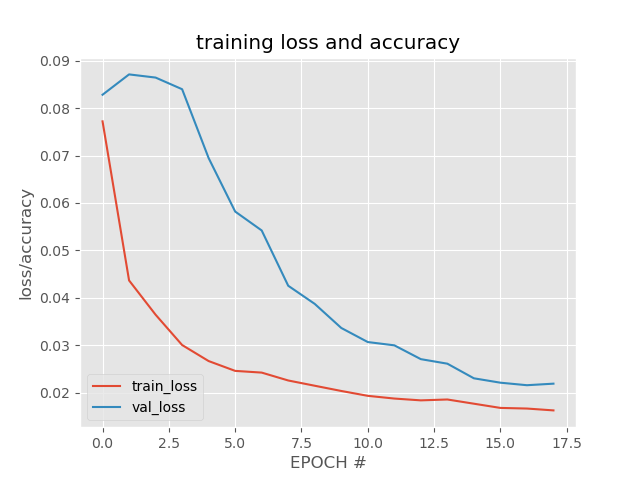 training loss and accuracy
0.09
0.08
0.07
0.06
0.05
0.04
0.03
0.02
loss/accuracy
train_loss
val_loss
0.0 2.5 5.0 7.5 10.0 12.5 15.0 17.5
EPOCH #